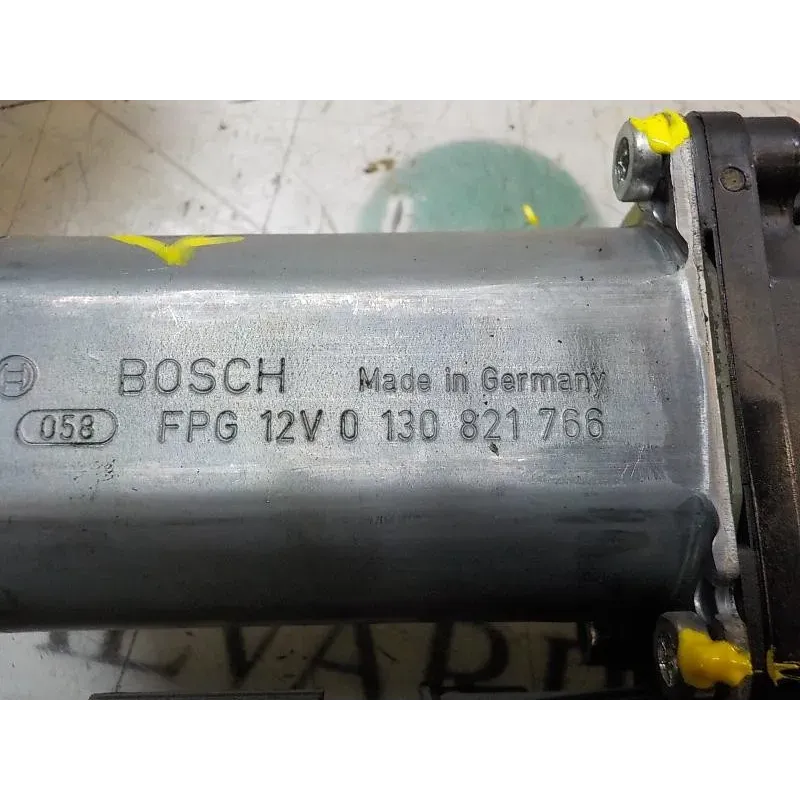 BOSCH Made in Germany
058 FPG 12V 0 130 821 766